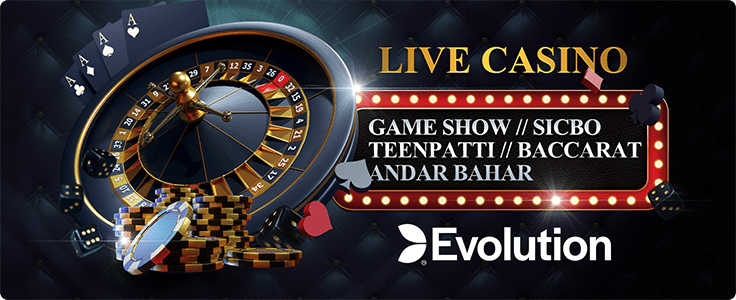 LIVE CASINO
GAME SHOW // SICBO
TEENPATTI // BACCARAT
ANDAR BAHAR
Evolution
A
A
A
A